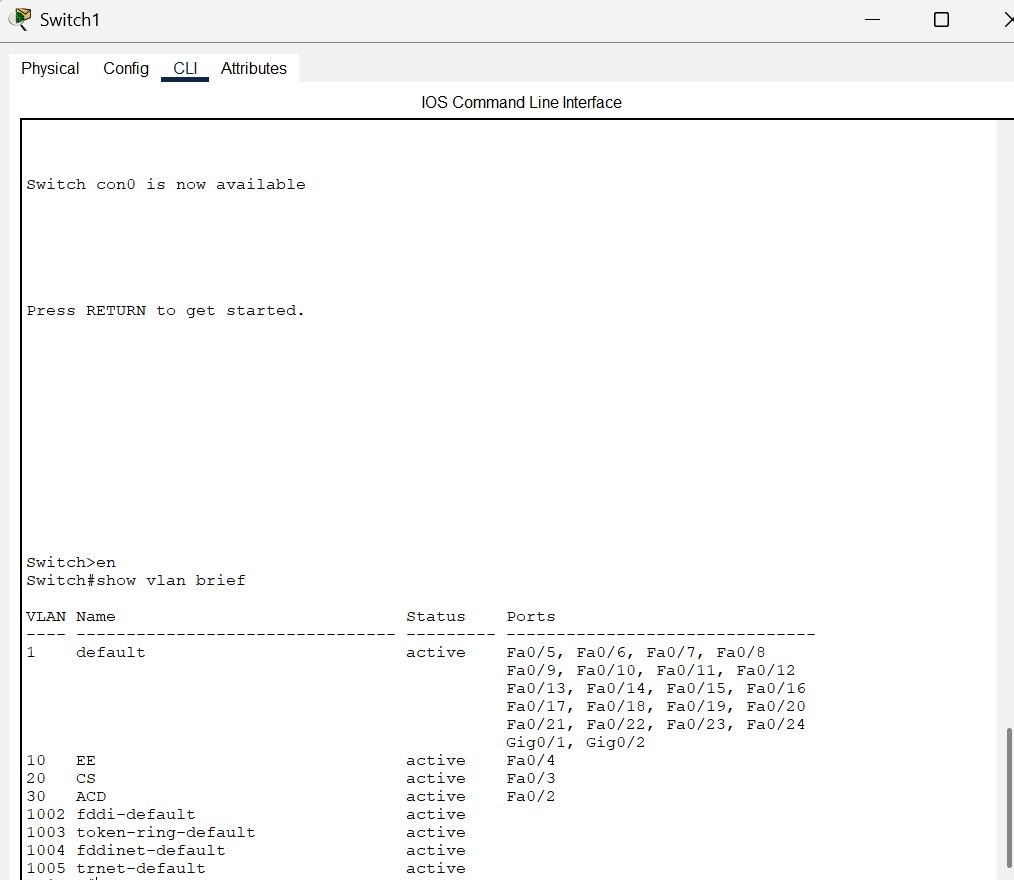 Switch1
Physical Config CLI Attributes
IOS Command Line Interface
Switch con0 is now available
Press RETURN to get started.
Switch>en
Switch#show vlan brief
VLAN Name                             Status    Ports
---- -------------------------------- --------- -------------------------------
1    default                          active    Fa0/5, Fa0/6, Fa0/7, Fa0/8
                                                Fa0/9, Fa0/10, Fa0/11, Fa0/12
                                                Fa0/13, Fa0/14, Fa0/15, Fa0/16
                                                Fa0/17, Fa0/18, Fa0/19, Fa0/20
                                                Fa0/21, Fa0/22, Fa0/23, Fa0/24
                                                Gig0/1, Gig0/2
10   EE                               active    Fa0/4
20   CS                               active    Fa0/3
30   ACD                              active    Fa0/2
1002 fddi-default                     active
1003 token-ring-default               active
1004 fddinet-default                  active
1005 trnet-default                    active